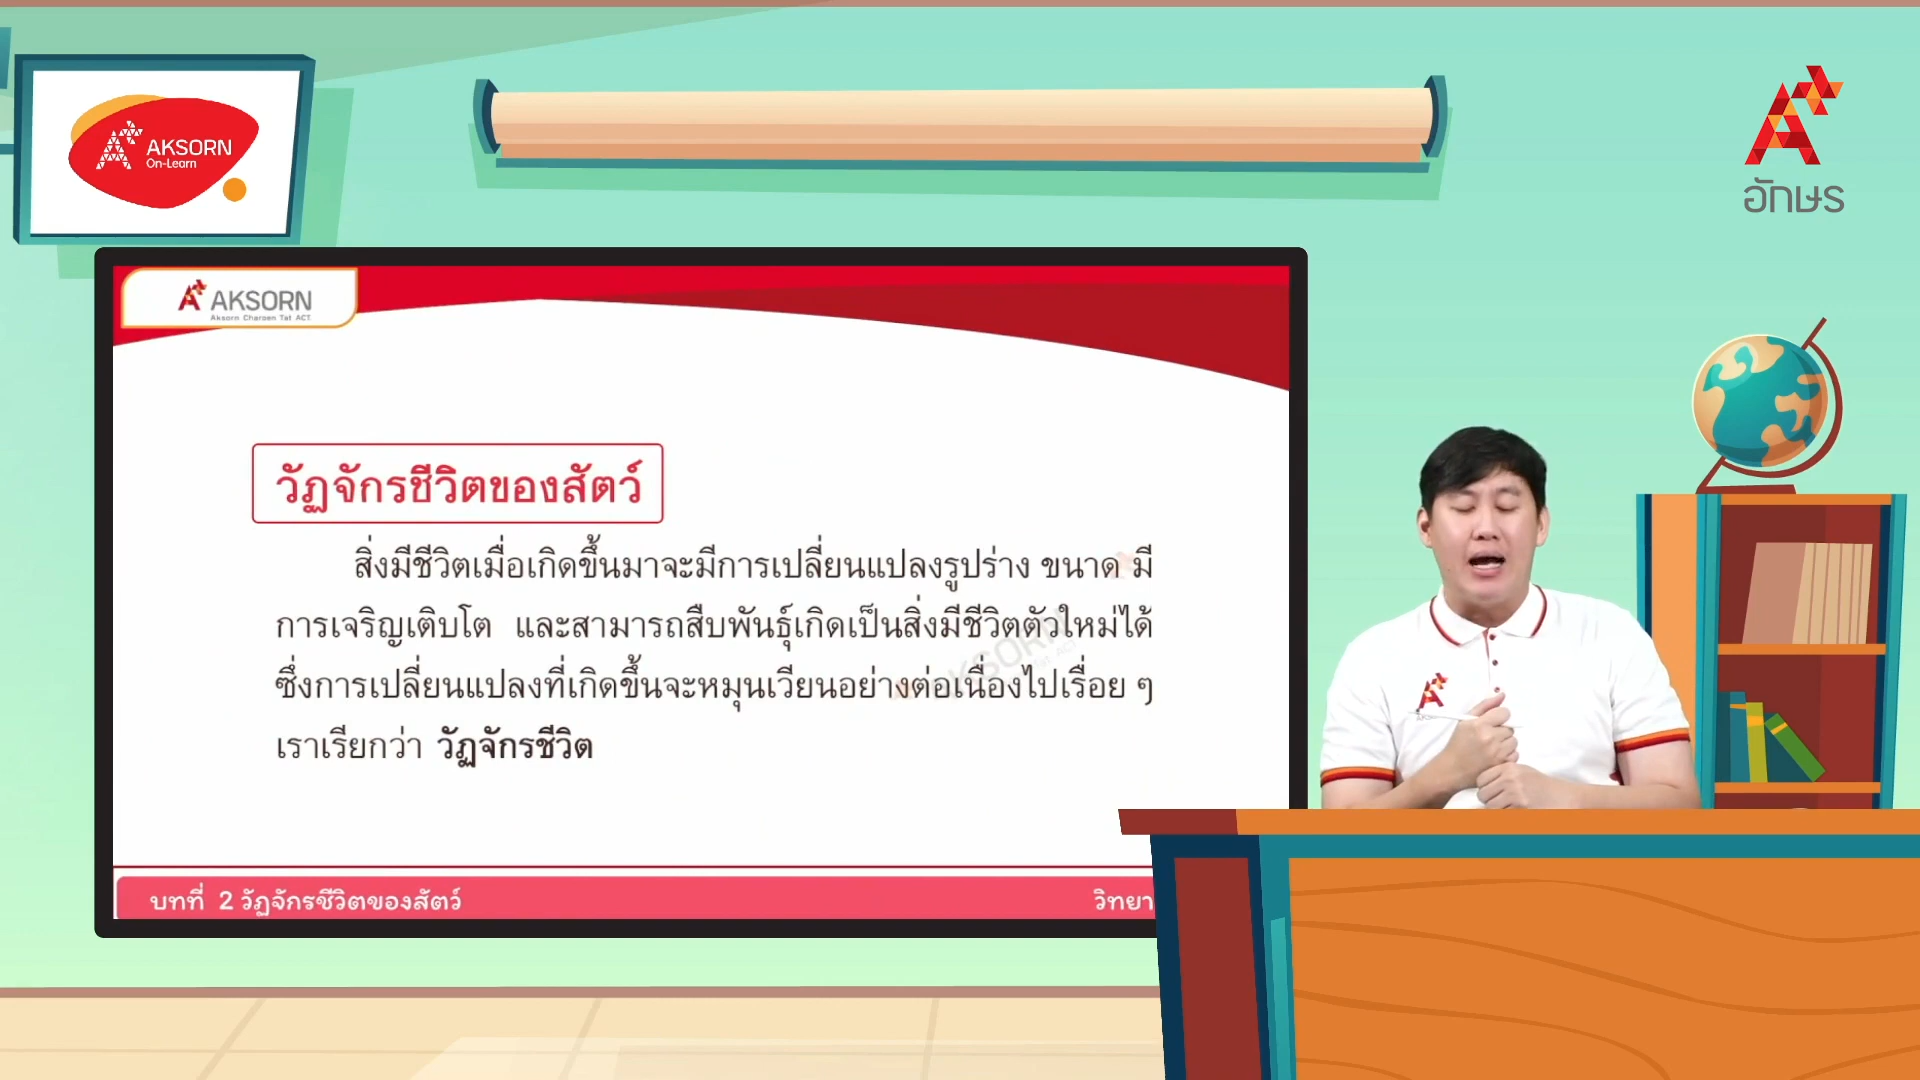 AKSORN
On-Learn
อักษร
AKSORN
Aksorn Charoen Tat ACT.
วัฏจักรชีวิตของสัตว์
สิ่งมีชีวิตเมื่อเกิดขึ้นมาจะมีการเปลี่ยนแปลงรูปร่าง ขนาด มี
การเจริญเติบโต และสามารถสืบพันธุ์เกิดเป็นสิ่งมีชีวิตตัวใหม่ได้
ซึ่งการเปลี่ยนแปลงที่เกิดขึ้นจะหมุนเวียนอย่างต่อเนื่องไปเรื่อย ๆ
เราเรียกว่า วัฏจักรชีวิต
บทที่ 2 วัฏจักรชีวิตของสัตว์
วิทยา